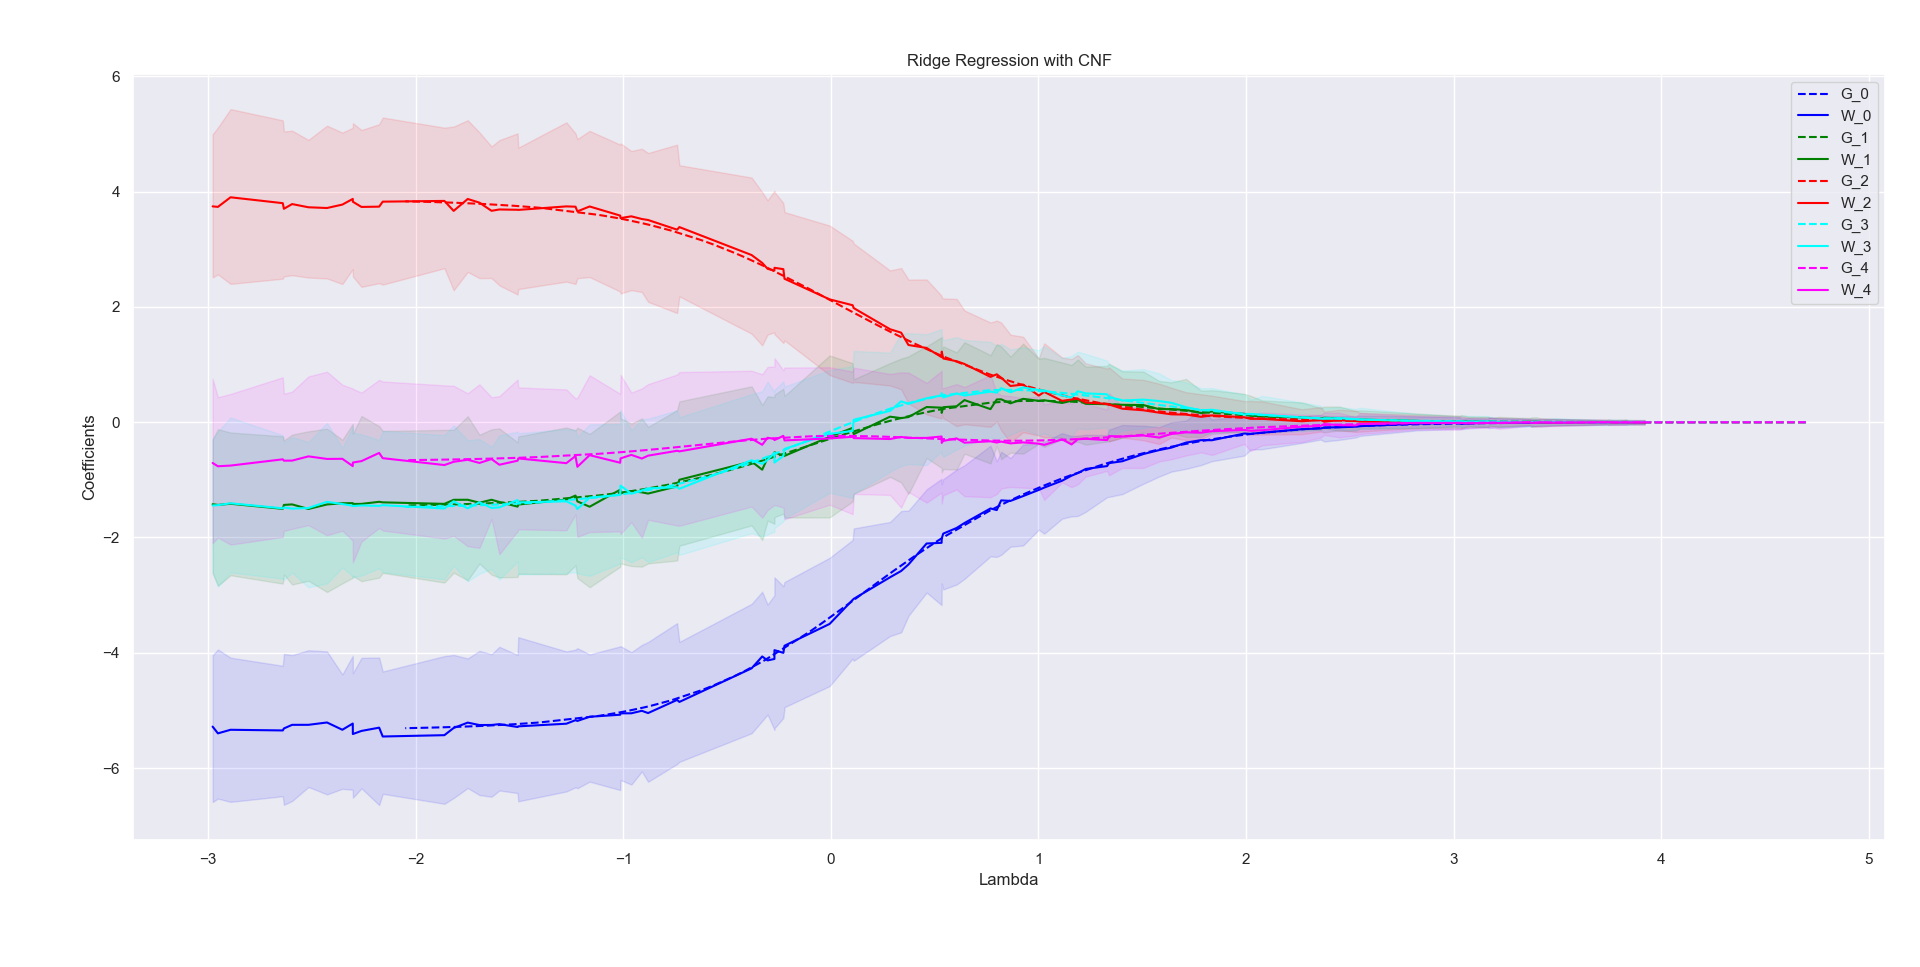 Ridge Regression with CNF
6
4
2
0
−2
−4
−6
Coefficients
−3
−2
−1
0
1
2
3
4
5
Lambda
G_0
W_0
G_1
W_1
G_2
W_2
G_3
W_3
G_4
W_4